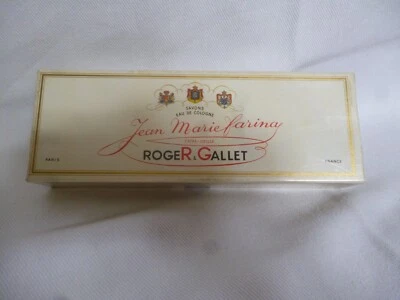 SAVONS
EAU DE COLOGNE
Jean Marie Farina
ROGER & GALLET
PARIS
FRANCE